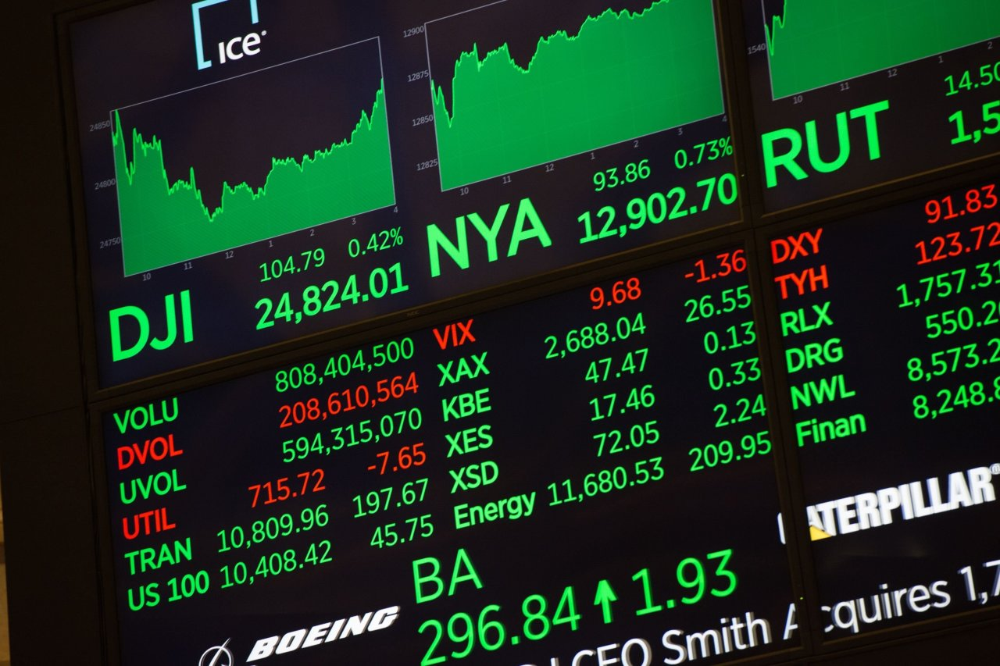 ICE
24850
24800
24750
10 11 12 1 2 3 4
104.79 0.42%
DJI 24,824.01
12900
12875
12850
12825
10 11 12 1 2 3 4
93.86 0.73%
NYA 12,902.70
1540
10 11 12 1 2
14.50
RUT 1,5
VOLU 808,404,500
DVOL 208,610,564
UVOL 594,315,070
UTIL 715.72 -7.65
TRAN 10,809.96 197.67
US 100 10,408.42 45.75
VIX 9.68 -1.36
XAX 2,688.04 26.55
KBE 47.47 0.13
XES 17.46 0.33
XSD 72.05 2.24
Energy 11,680.53 209.95
DXY 91.83
TYH 123.72
RLX 1,757.31
DRG 550.20
NWL 8,573.2
Finan 8,248.8
BOEING
BA
296.84 ↑ 1.93
CATERPILLAR®
CEO Smith Acquires 1,7